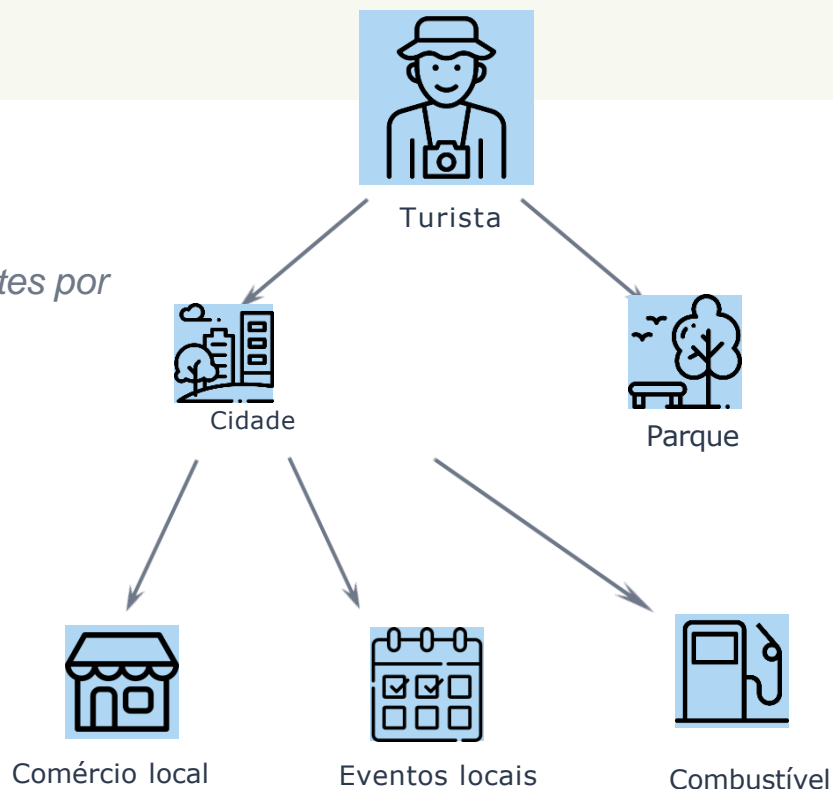 Turista
tes por
Cidade
Parque
Comércio local
Eventos locais
Combustível